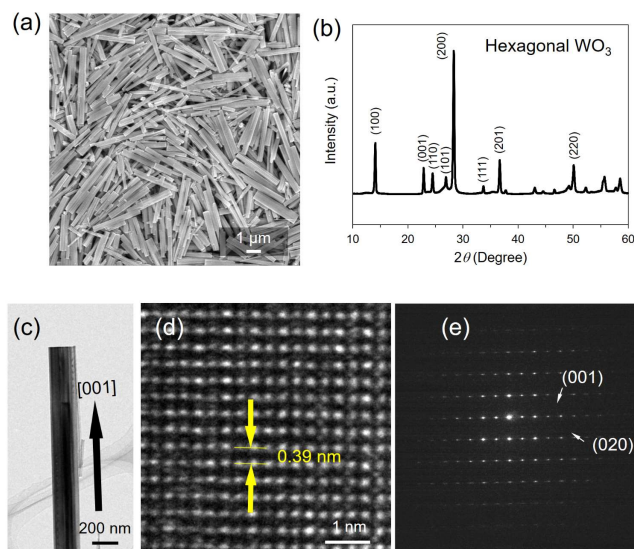 (a)
1 μm
(b)
Hexagonal WO₃
Intensity (a.u.)
(100)
(001)
(110)
(101)
(200)
(111)
(201)
(220)
10 20 30 40 50 60
2θ (Degree)
(c)
[001]
200 nm
(d)
0.39 nm
1 nm
(e)
(001)
(020)